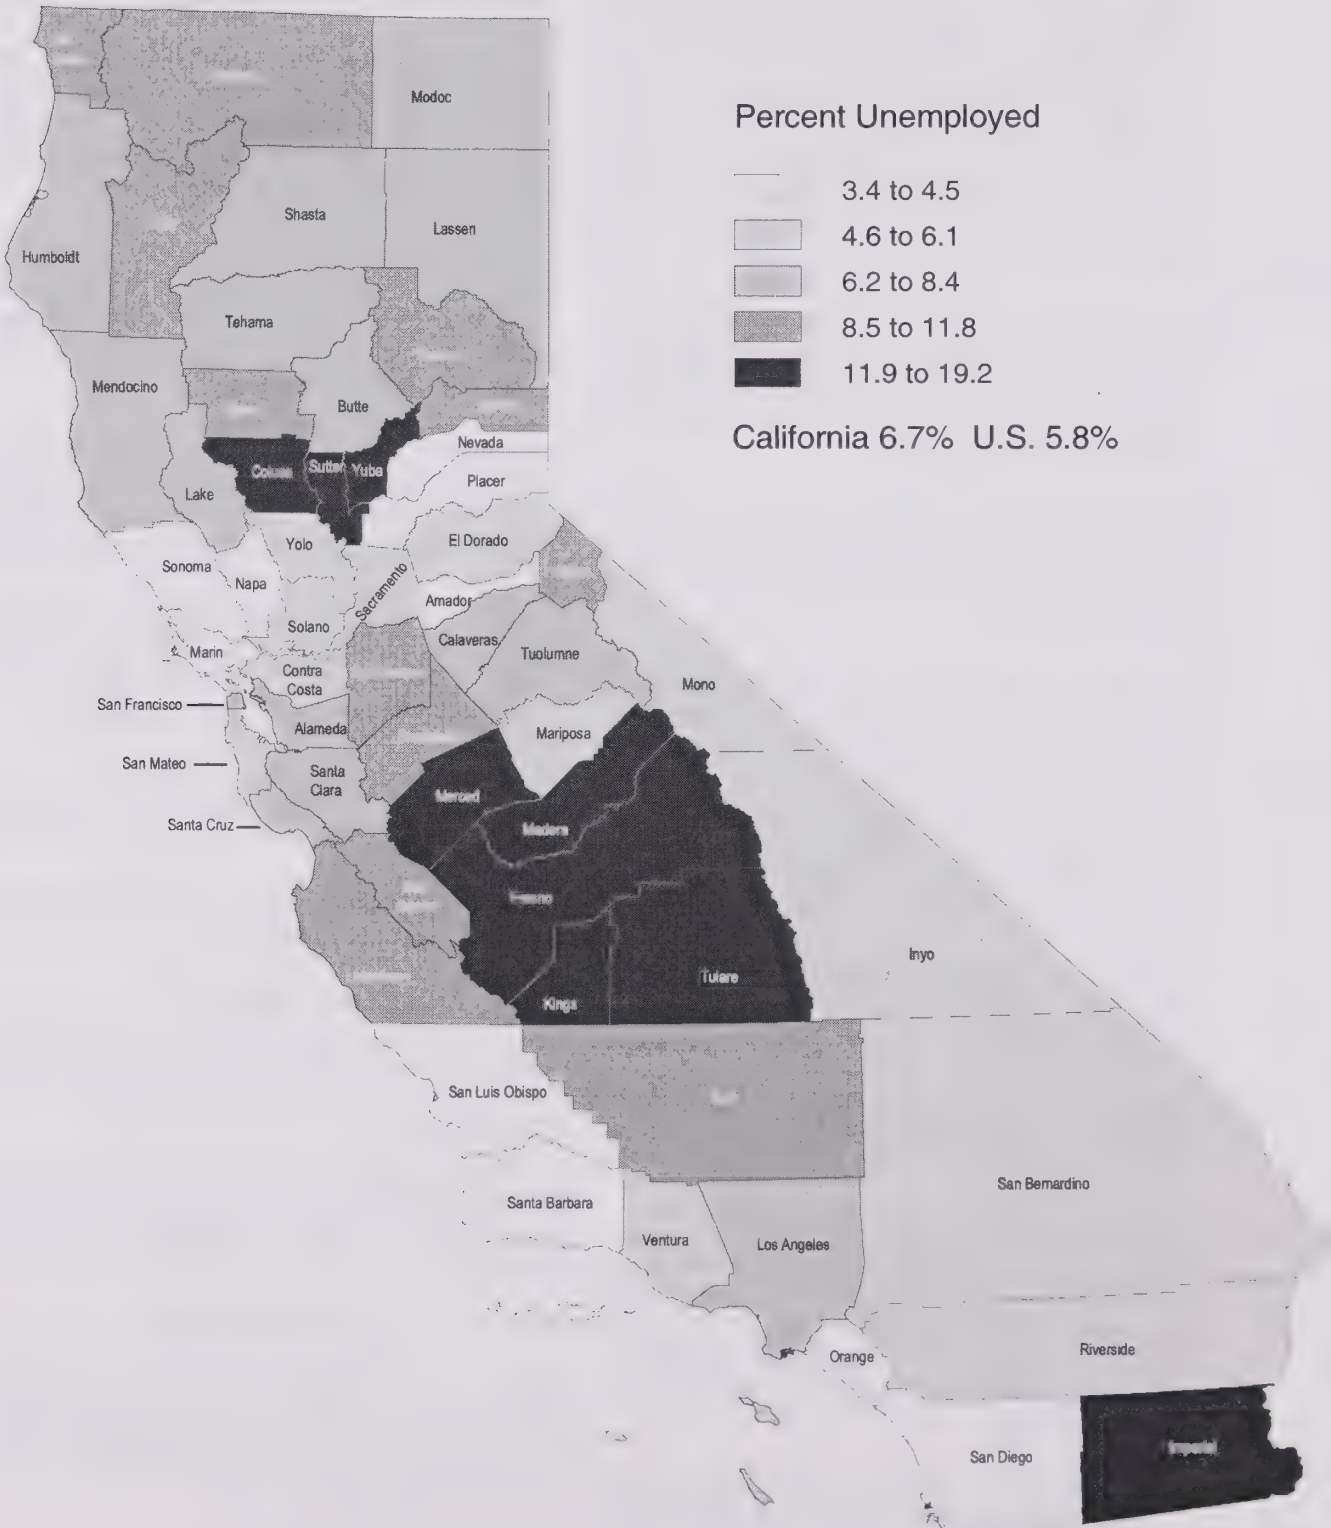 Percent Unemployed
3.4 to 4.5
4.6 to 6.1
6.2 to 8.4
8.5 to 11.8
11.9 to 19.2
California 6.7% U.S. 5.8%
Modoc
Shasta
Lassen
Humboldt
Tehama
Mendocino
Butte
Nevada
Colusa
Sutter
Yuba
Placer
Lake
El Dorado
Yolo
Sonoma
Napa
Sacramento
Amador
Solano
Calaveras
Marin
Tuolumne
Contra
Costa
Mono
San Francisco
Alameda
Mariposa
San Mateo
Santa
Clara
Merced
Santa Cruz
Madera
Fresno
Inyo
Tulare
Kings
San Luis Obispo
San Bernardino
Santa Barbara
Ventura
Los Angeles
Riverside
Orange
Imperial
San Diego